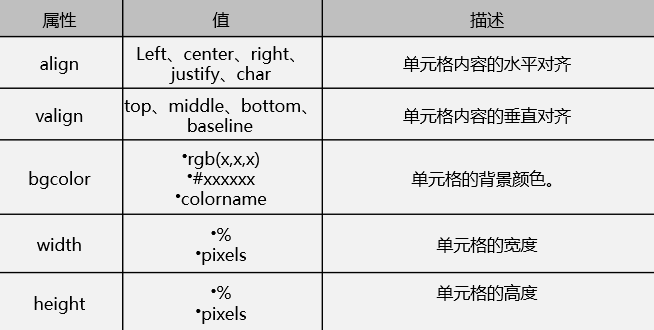 属性 值 描述
align Left、center、right、 单元格内容的水平对齐
justify、char
valign top、middle、bottom、 单元格内容的垂直对齐
baseline
bgcolor •rgb(x,x,x) 单元格的背景颜色。
•#xxxxxx
•colorname
width •% 单元格的宽度
•pixels
height •% 单元格的高度
•pixels